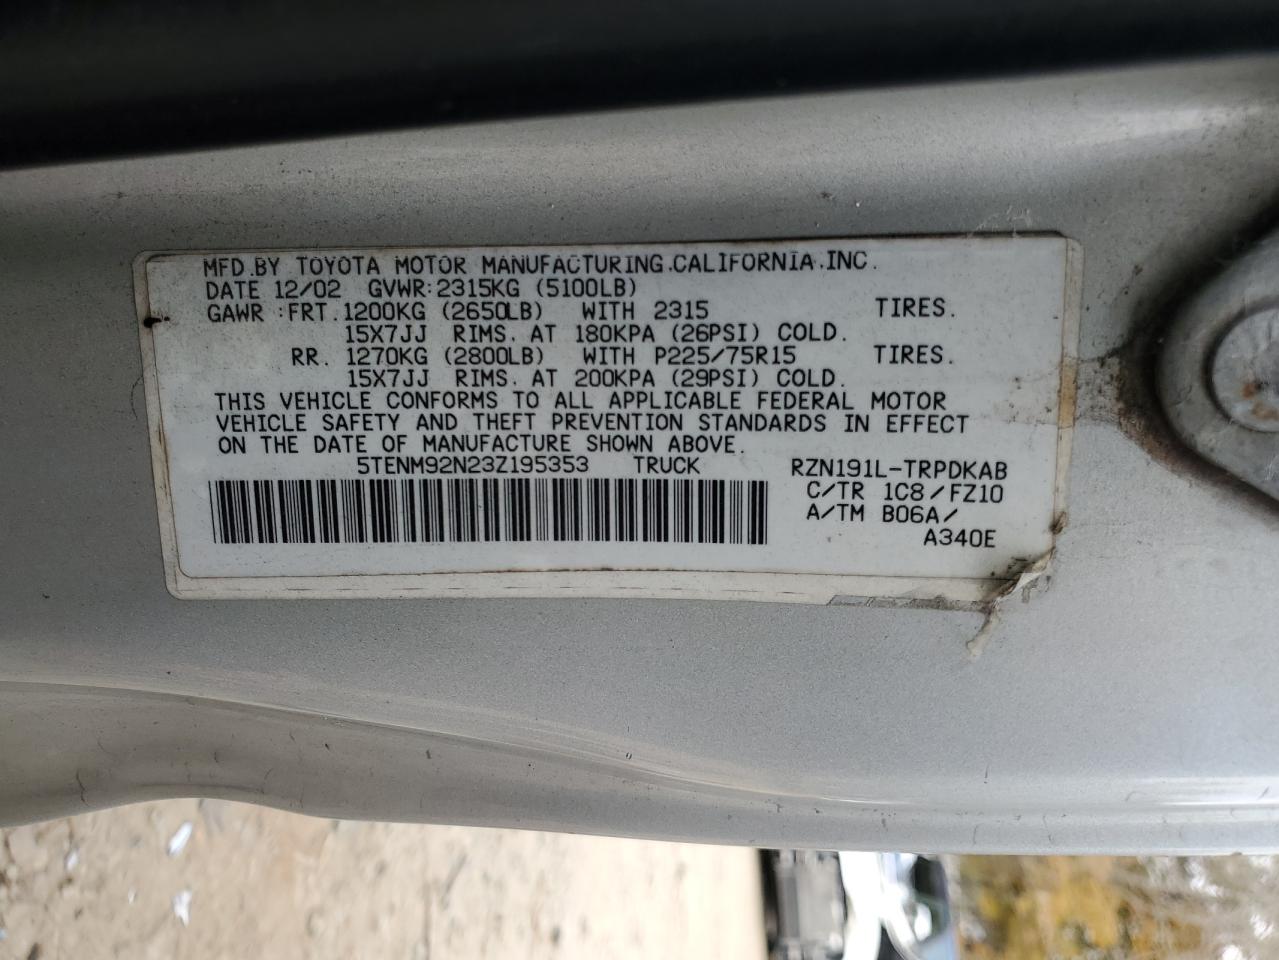 MFD.BY TOYOTA MOTOR MANUFACTURING.CALIFORNIA.INC.
DATE 12/02 GVWR:2315KG (5100LB)
GAWR :FRT.1200KG (2650LB) WITH 2315 TIRES.
15X7JJ RIMS. AT 180KPA (26PSI) COLD.
RR. 1270KG (2800LB) WITH P225/75R15 TIRES.
15X7JJ RIMS. AT 200KPA (29PSI) COLD.
THIS VEHICLE CONFORMS TO ALL APPLICABLE FEDERAL MOTOR
VEHICLE SAFETY AND THEFT PREVENTION STANDARDS IN EFFECT
ON THE DATE OF MANUFACTURE SHOWN ABOVE.
5TENM92N23Z195353 TRUCK RZN191L-TRPDKAB
C/TR 1C8/FZ10
A/TM B06A/
A340E